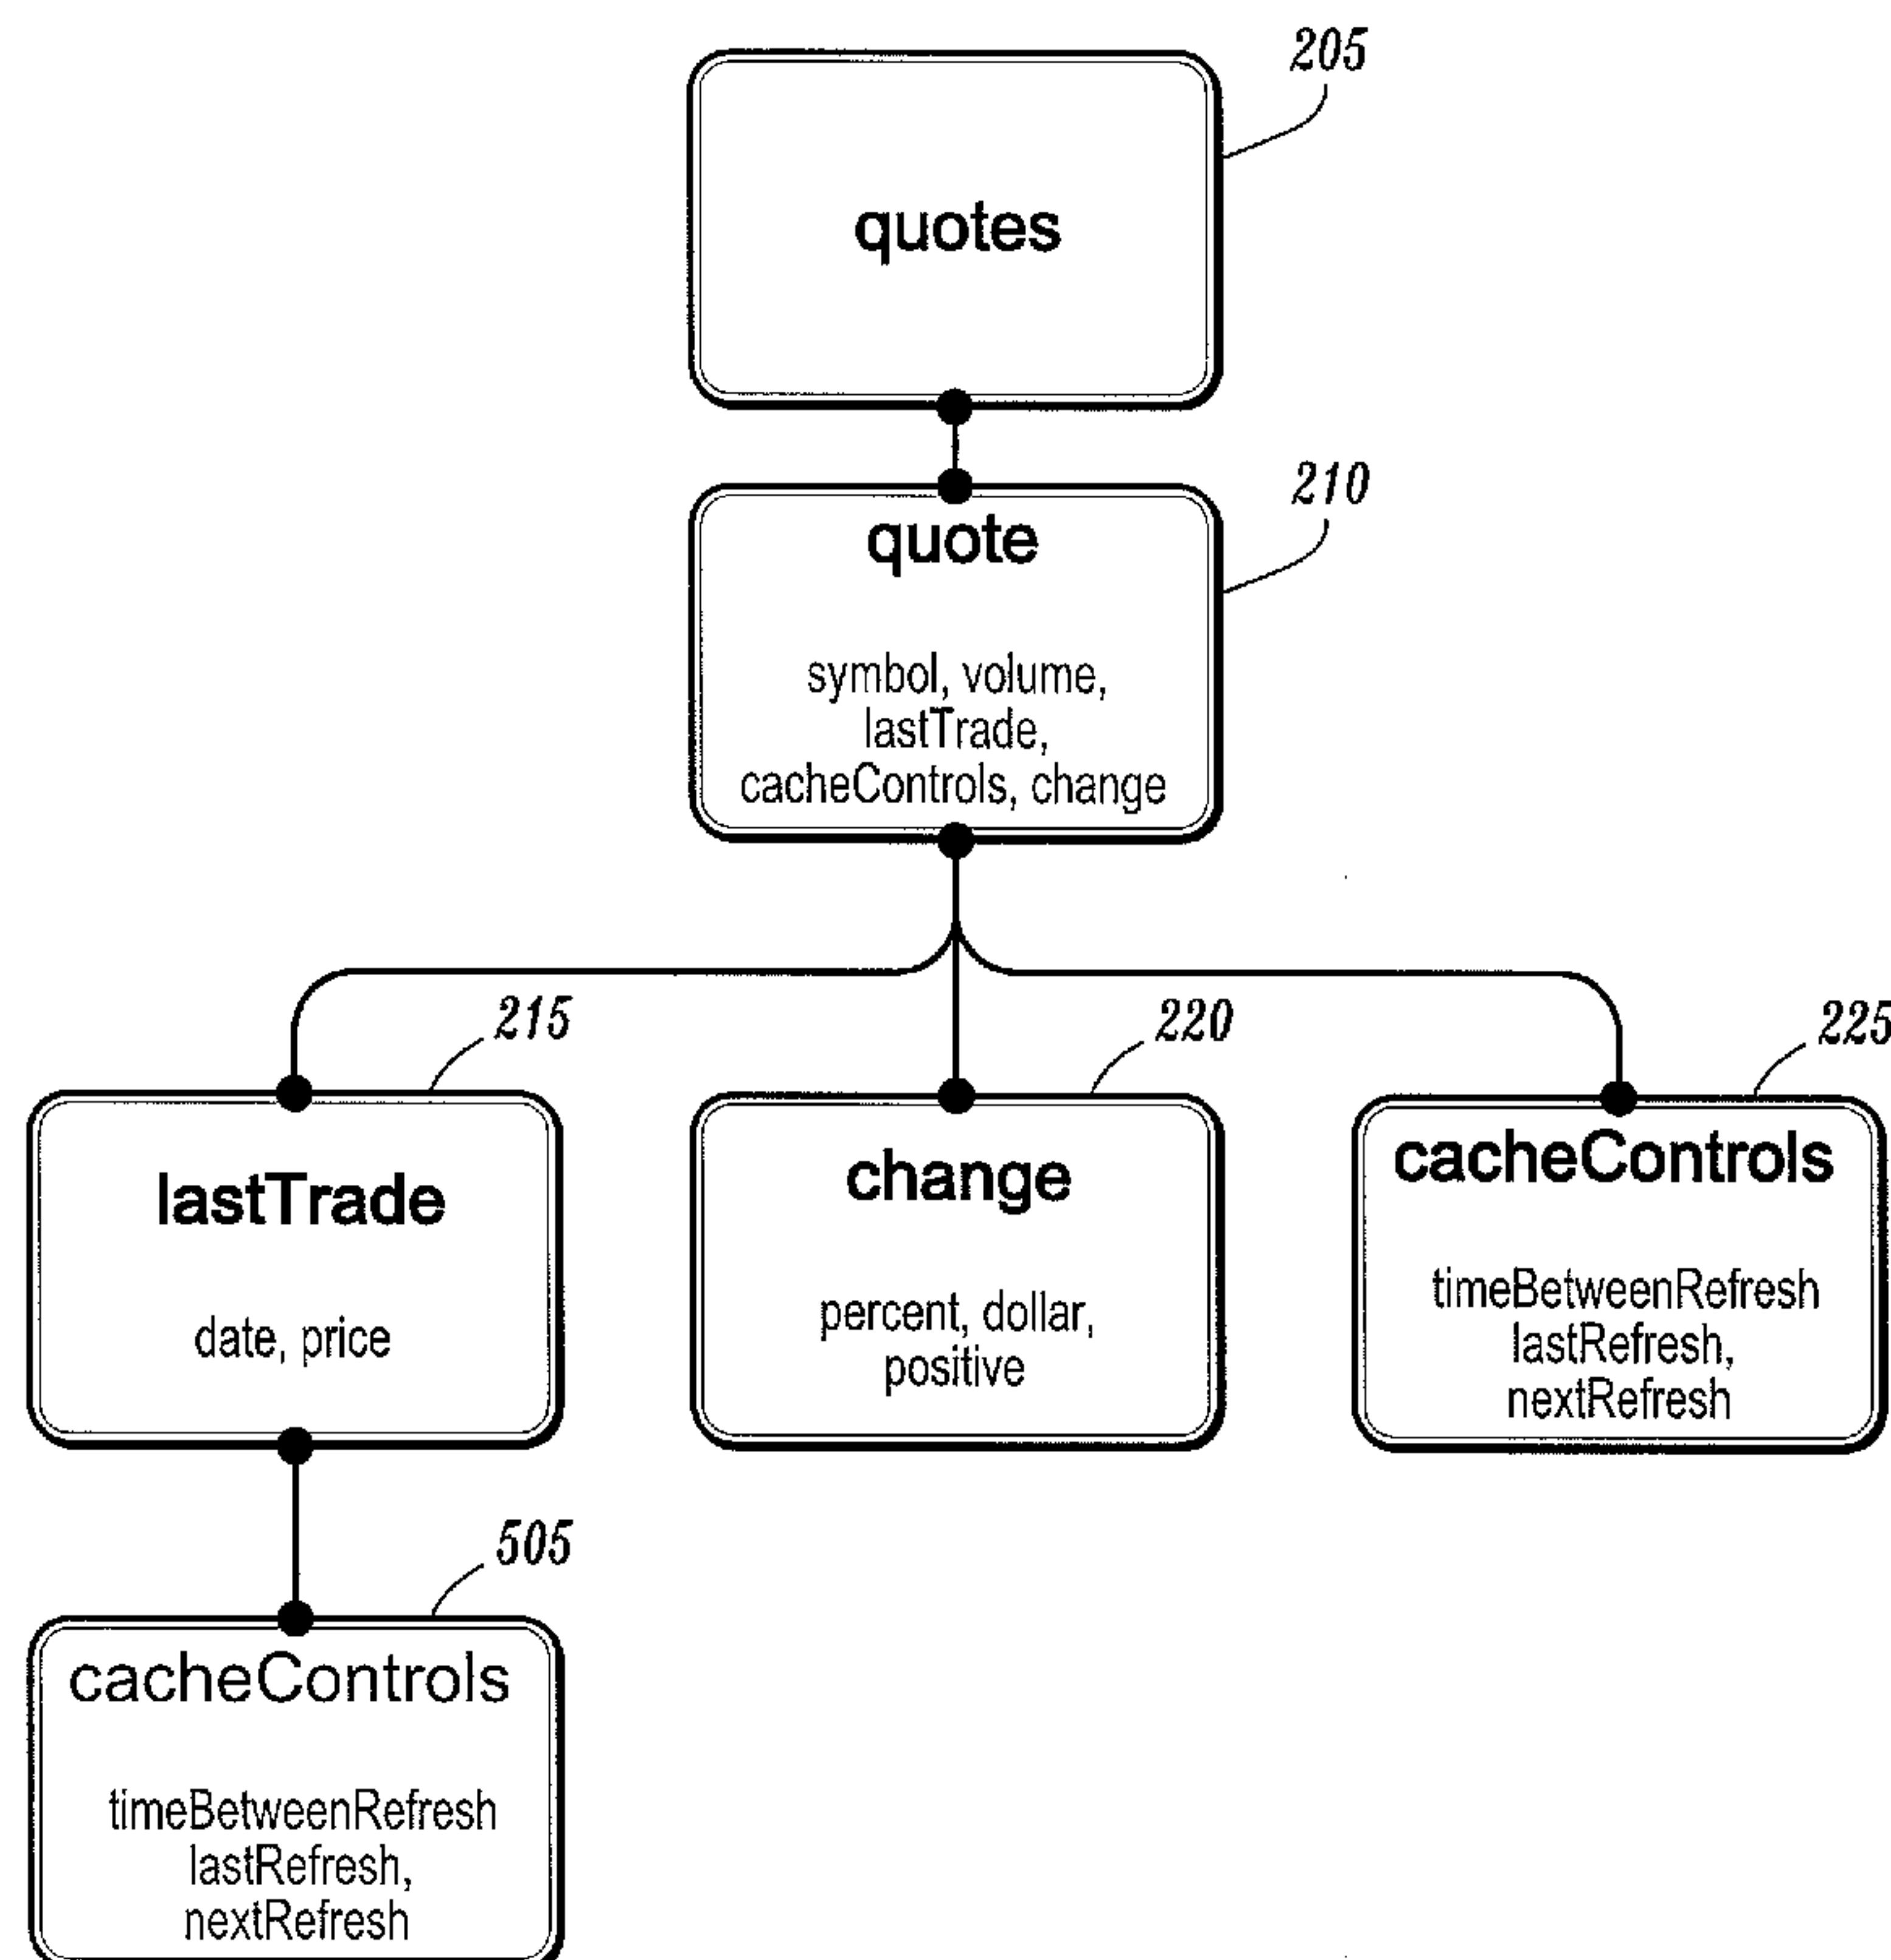 205
quotes
210
quote
symbol, volume,
lastTrade,
cacheControls, change
215
220
225
lastTrade
date, price
change
percent, dollar,
positive
cacheControls
timeBetweenRefresh
lastRefresh,
nextRefresh
505
cacheControls
timeBetweenRefresh
lastRefresh,
nextRefresh